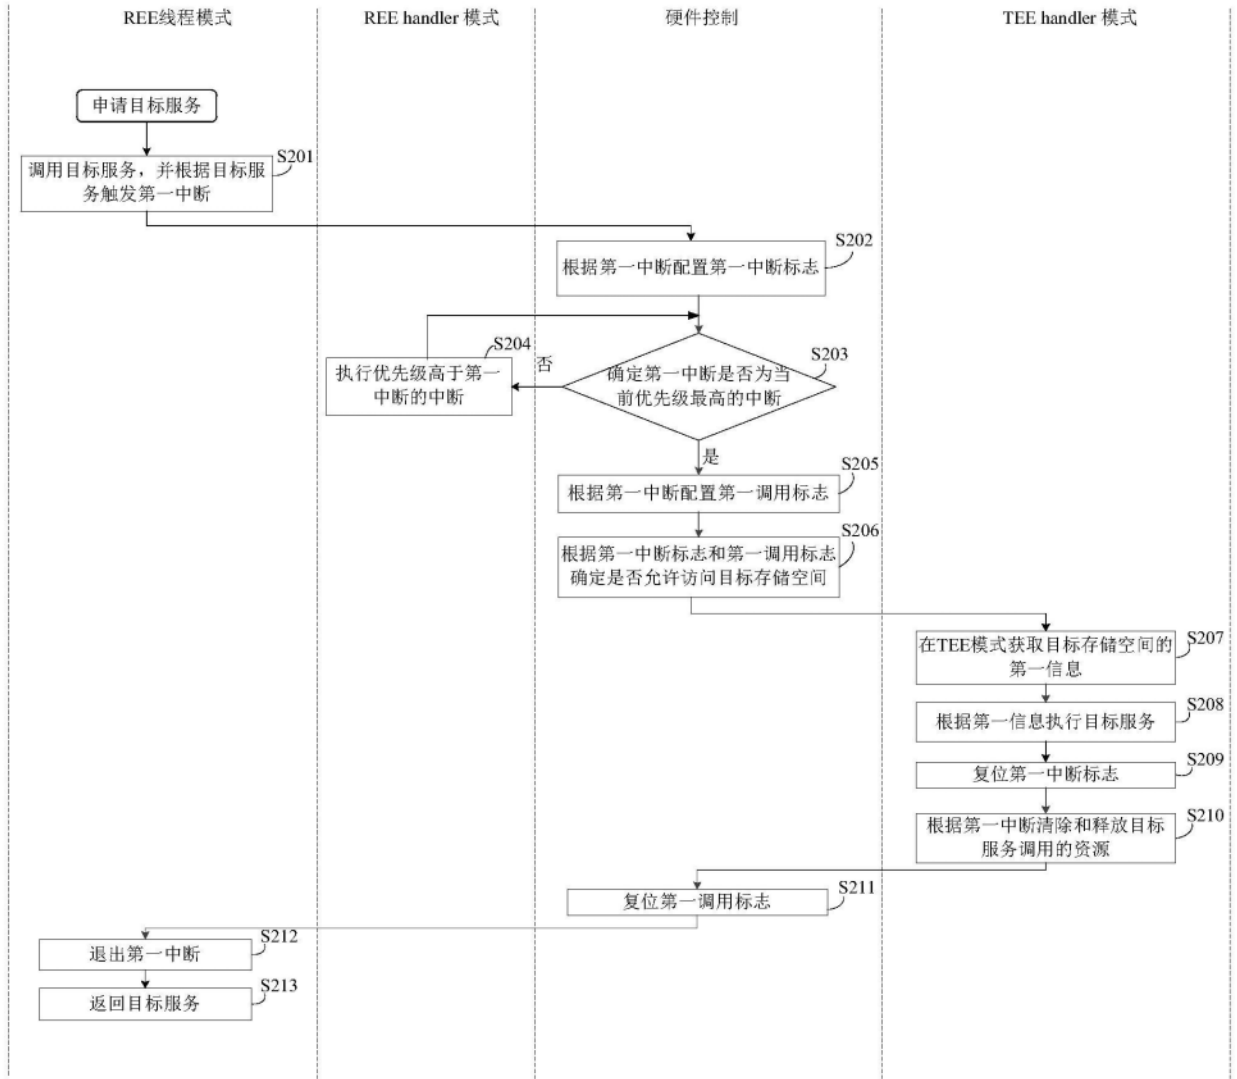 REE线程模式
REE handler 模式
硬件控制
TEE handler 模式
申请目标服务
S201
调用目标服务，并根据目标服
务触发第一中断
S202
根据第一中断配置第一中断标志
S203
确定第一中断是否为当
前优先级最高的中断
否
S204
执行优先级高于第一
中断的中断
是
S205
根据第一中断配置第一调用标志
S206
根据第一中断标志和第一调用标志
确定是否允许访问目标存储空间
S207
在TEE模式获取目标存储空间的
第一信息
S208
根据第一信息执行目标服务
S209
复位第一中断标志
S210
根据第一中断清除和释放目标
服务调用的资源
S211
复位第一调用标志
S212
退出第一中断
S213
返回目标服务